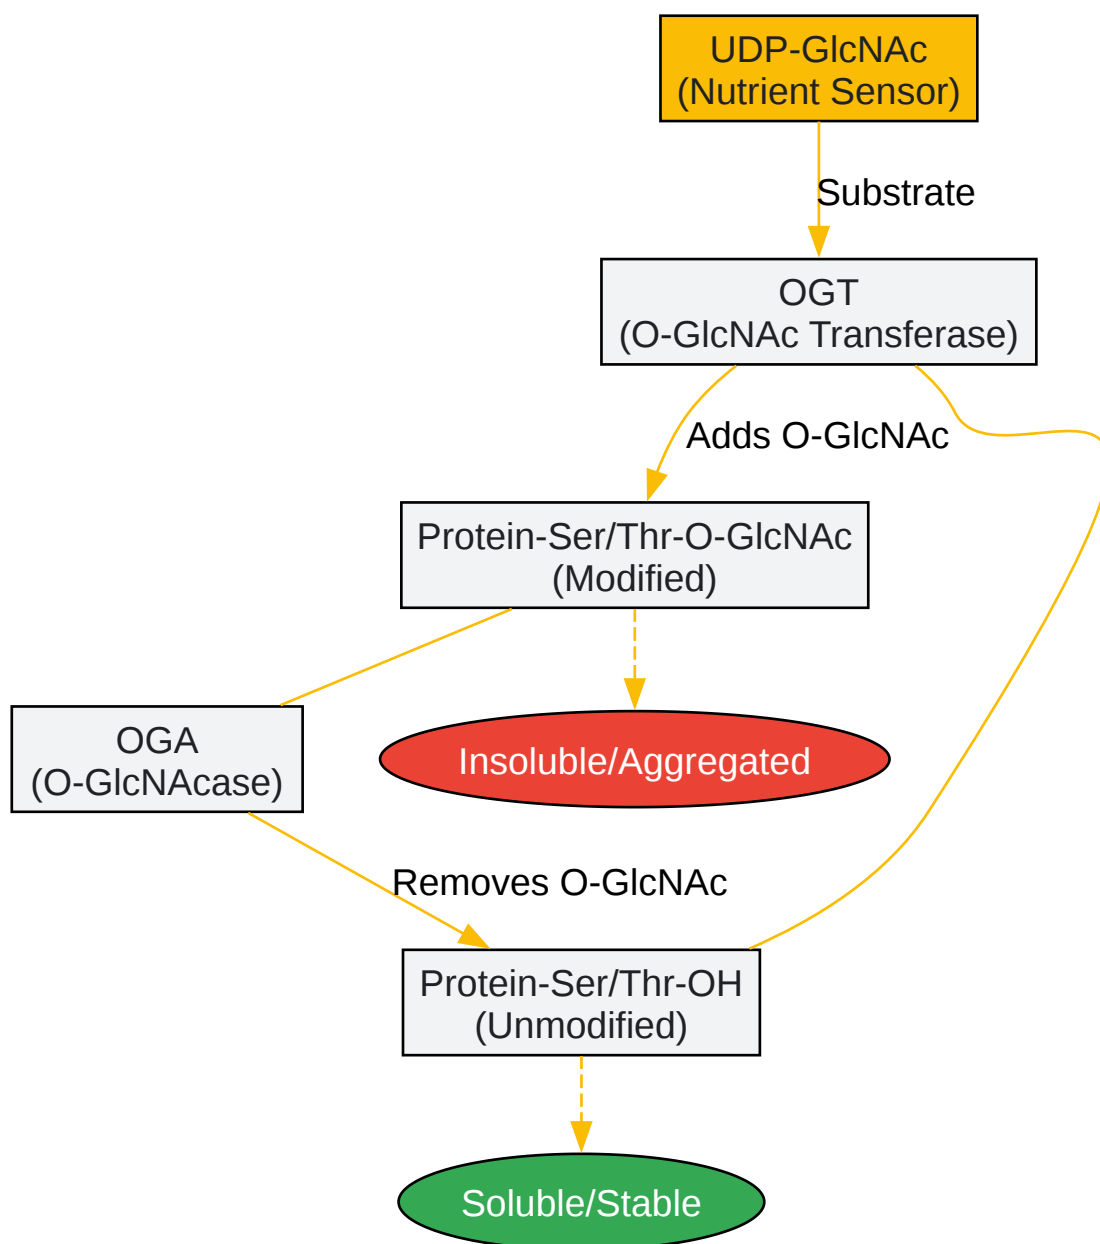 UDP-GlcNAc
(Nutrient Sensor)
Substrate
OGT
(O-GlcNAc Transferase)
Adds O-GlcNAc
Protein-Ser/Thr-O-GlcNAc
(Modified)
OGA
(O-GlcNAcase)
Insoluble/Aggregated
Removes O-GlcNAc
Protein-Ser/Thr-OH
(Unmodified)
Soluble/Stable